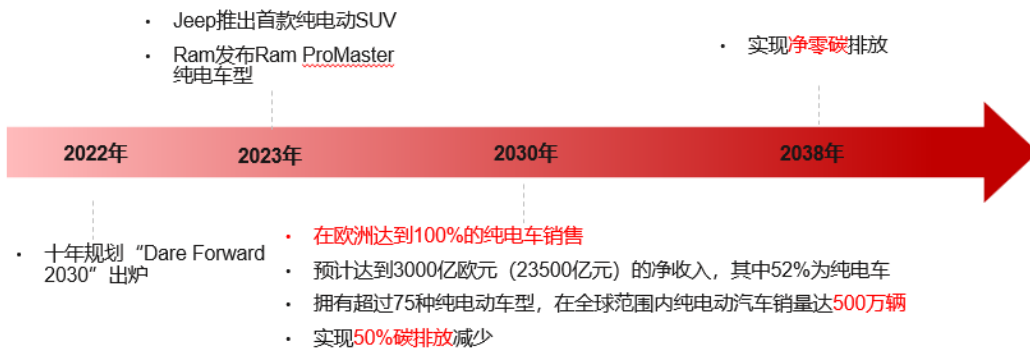 • Jeep推出首款纯电动SUV
• Ram发布Ram ProMaster
纯电车型
• 实现净零碳排放
2022年
2023年
2030年
2038年
• 十年规划“Dare Forward
2030”出炉
• 在欧洲达到100%的纯电车销售
• 预计达到3000亿欧元（23500亿元）的净收入，其中52%为纯电车
• 拥有超过75种纯电动车型，在全球范围内纯电动汽车销量达500万辆
• 实现50%碳排放减少